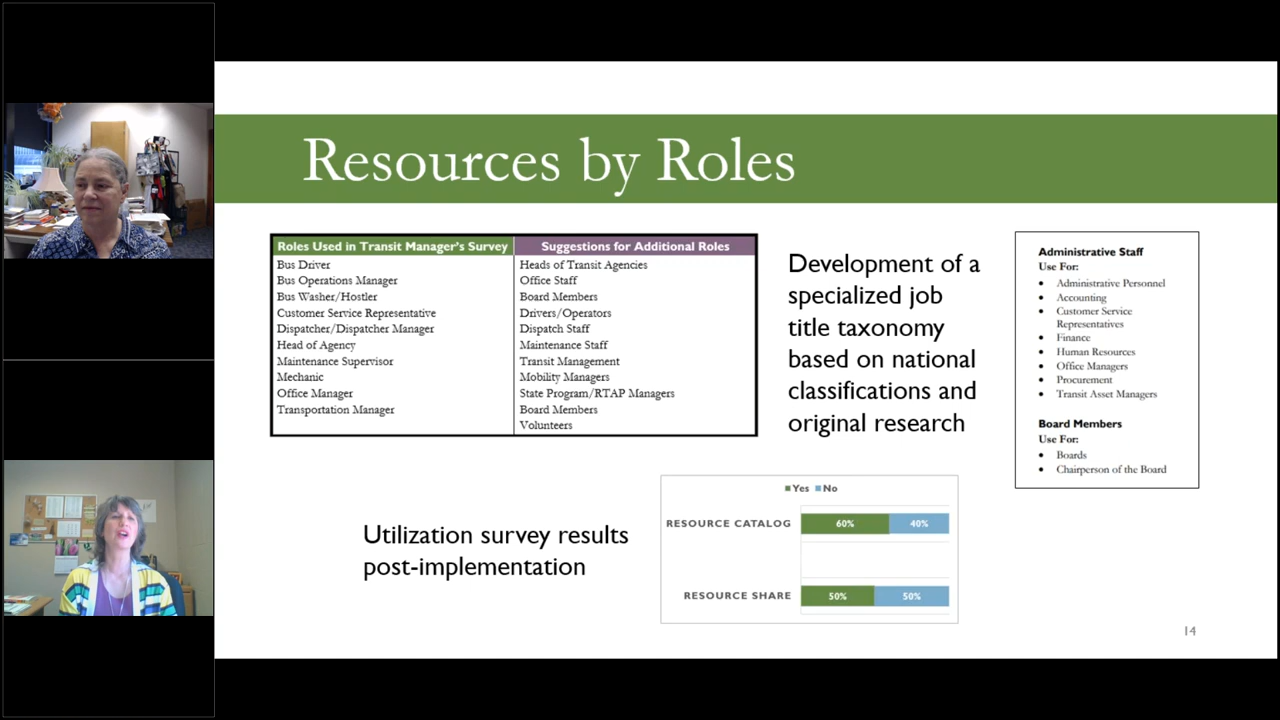 Resources by Roles
Roles Used in Transit Manager's Survey
Bus Driver
Bus Operations Manager
Bus Washer/Hostler
Customer Service Representative
Dispatcher/Dispatcher Manager
Head of Agency
Maintenance Supervisor
Mechanic
Office Manager
Transportation Manager
Suggestions for Additional Roles
Heads of Transit Agencies
Office Staff
Board Members
Drivers/Operators
Dispatch Staff
Maintenance Staff
Transit Management
Mobility Managers
State Program/RTAP Managers
Board Members
Volunteers
Development of a
specialized job
title taxonomy
based on national
classifications and
original research
Administrative Staff
Use For:
• Administrative Personnel
• Accounting
• Customer Service
Representatives
• Finance
• Human Resources
• Office Managers
• Procurement
• Transit Asset Managers
Board Members
Use For:
• Boards
• Chairperson of the Board
Utilization survey results
post-implementation
Yes No
RESOURCE CATALOG 60% 40%
RESOURCE SHARE 50% 50%
14